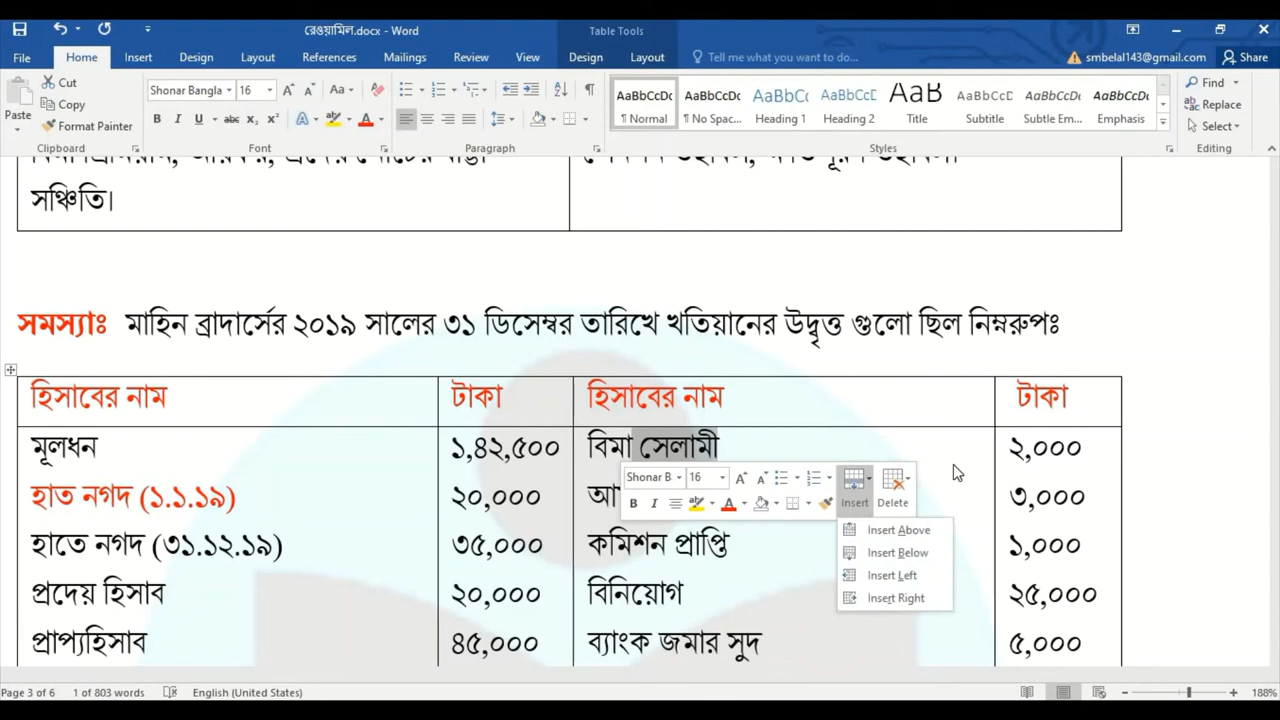 রেওয়ামিল.docx - Word
Table Tools
File Home Insert Design Layout References Mailings Review View Design Layout Tell me what you want to do... smbelal143@gmail.com Share
Paste
Cut
Copy
Format Painter
Clipboard
Shonar Bangla 16
Font
Paragraph
AaBbCcDc AaBbCcDc AaBbCc AaBbCcC AaB AaBbCcD AaBbCcDc AaBbCcDc
¶ Normal ¶ No Spac... Heading 1 Heading 2 Title Subtitle Subtle Em... Emphasis
Styles
Find
Replace
Select
Editing
সঞ্চিতি।
সমস্যাঃ মাহিন ব্রাদার্সের ২০১৯ সালের ৩১ ডিসেম্বর তারিখে খতিয়ানের উদ্বৃত্ত গুলো ছিল নিম্নরুপঃ
হিসাবের নাম টাকা হিসাবের নাম টাকা
মূলধন ১,৪২,৫০০ বিমা সেলামী ২,০০০
হাত নগদ (১.১.১৯) ২০,০০০ ৩,০০০
হাতে নগদ (৩১.১২.১৯) ৩৫,০০০ কমিশন প্রাপ্তি ১,০০০
প্রদেয় হিসাব ২০,০০০ বিনিয়োগ ২৫,০০০
প্রাপ্যহিসাব ৪৫,০০০ ব্যাংক জমার সুদ ৫,০০০
Shonar B 16
Insert Delete
Insert Above
Insert Below
Insert Left
Insert Right
Page 3 of 6 1 of 803 words English (United States) 188%